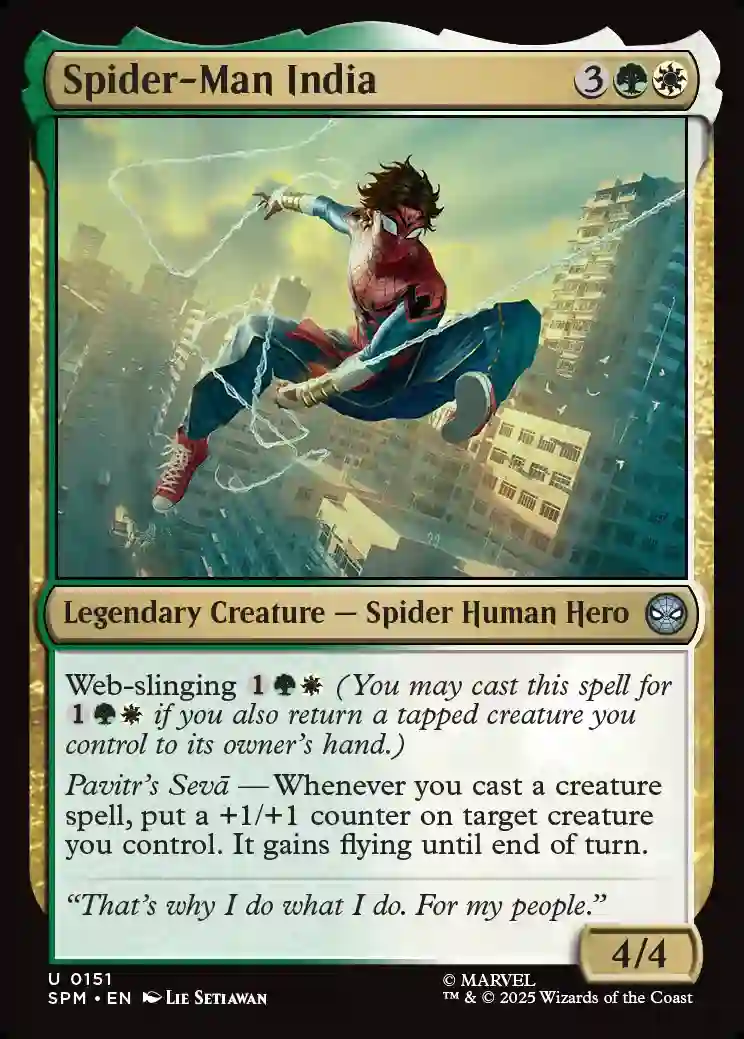 Spider-Man India 3
Legendary Creature — Spider Human Hero
Web-slinging 1 (You may cast this spell for
1 if you also return a tapped creature you
control to its owner's hand.)
Pavitr's Sevā — Whenever you cast a creature
spell, put a +1/+1 counter on target creature
you control. It gains flying until end of turn.
"That's why I do what I do. For my people."
4/4
U 0151
SPM • EN Lie Setiawan
© MARVEL
™ & © 2025 Wizards of the Coast